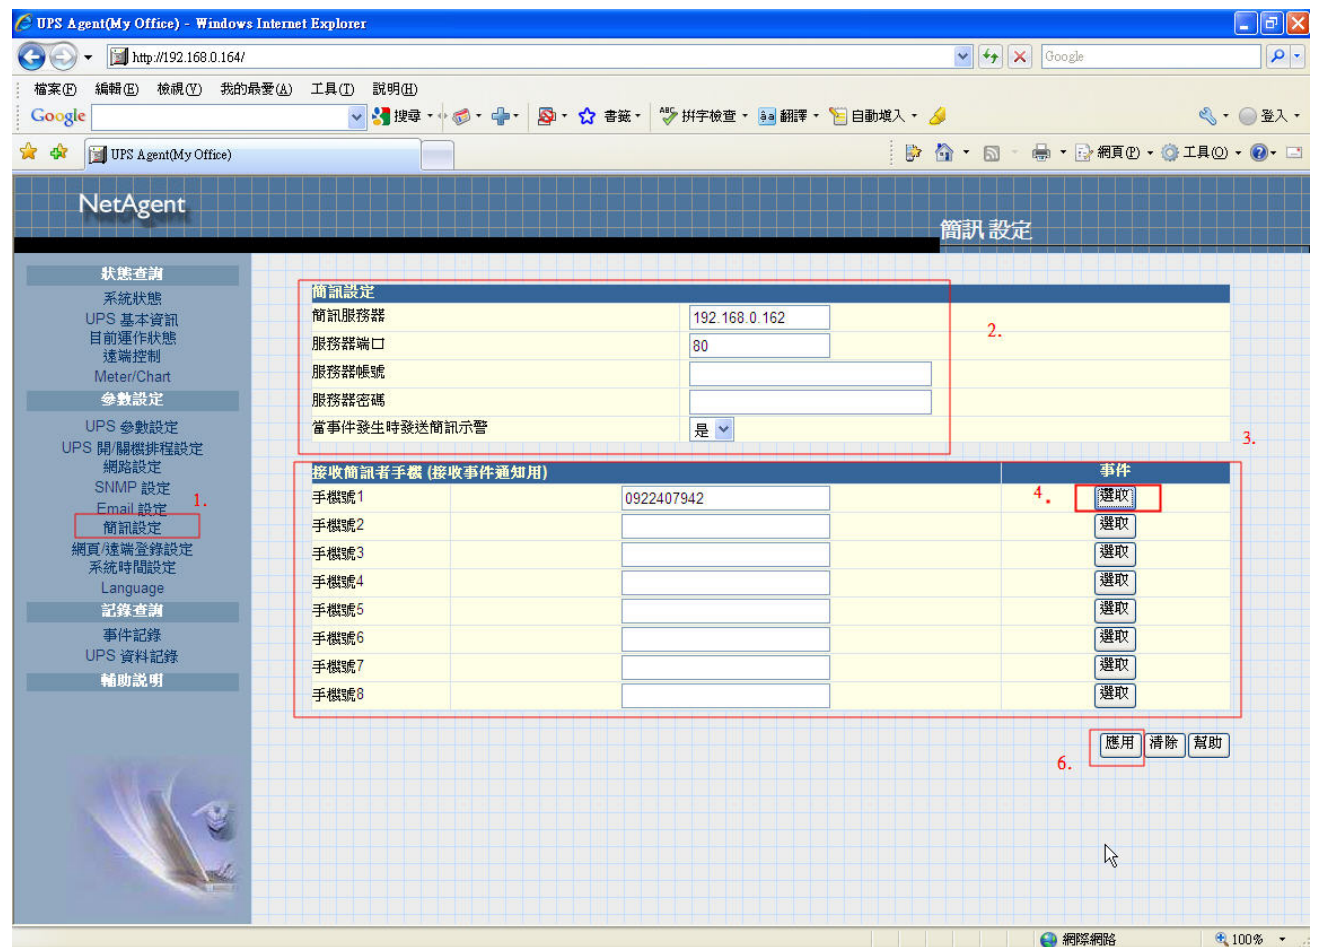 UPS Agent(My Office) - Windows Internet Explorer
http://192.168.0.164/
Google
檔案(F) 編輯(E) 檢視(V) 我的最愛(A) 工具(T) 說明(H)
Google 搜尋 書籤 拼字檢查 翻譯 自動填入 登入
UPS Agent(My Office) 網頁(P) 工具(O)
NetAgent
簡訊 設定
狀態查詢
系統狀態
UPS 基本資訊
目前運作狀態
遠端控制
Meter/Chart
參數設定
UPS 參數設定
UPS 開/關機排程設定
網路設定
SNMP 設定
Email 設定
1.
簡訊設定
網頁/遠端登錄設定
系統時間設定
Language
記錄查詢
事件記錄
UPS 資料記錄
輔助說明
簡訊設定
簡訊服務器 192.168.0.162
2.
服務器端口 80
服務器帳號
服務器密碼
當事件發生時發送簡訊示警 是
3.
接收簡訊者手機 (接收事件通知用) 事件
手機號1 0922407942 4. 選取
手機號2 選取
手機號3 選取
手機號4 選取
手機號5 選取
手機號6 選取
手機號7 選取
手機號8 選取
6. 應用 清除 幫助
網際網路 100%